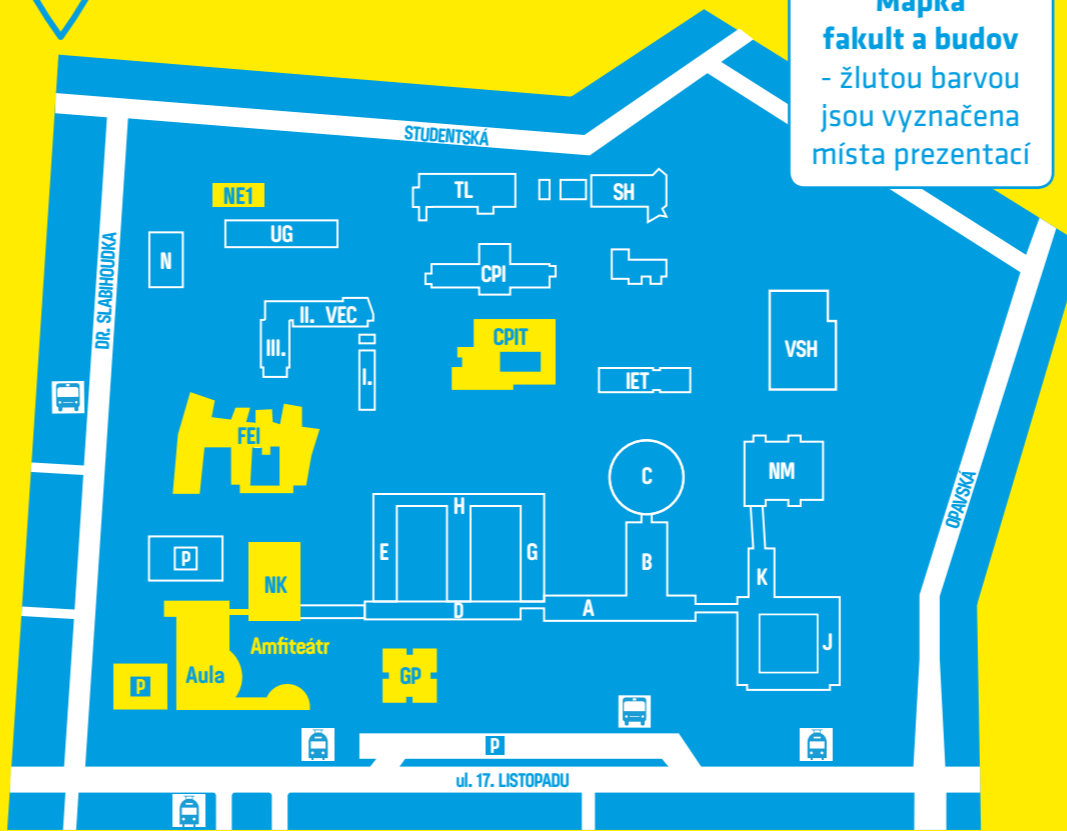 Mapka
fakult a budov
- žlutou barvou
jsou vyznačena
místa prezentací
STUDENTSKÁ
TL
SH
NE1
UG
N
DR. SLABIHOUDKA
CPI
II. VEC
III.
I.
CPIT
IET
VSH
FEI
C
NM
OPAVSKÁ
H
E
G
B
K
P
NK
D
A
J
Amfiteátr
Aula
P
GP
P
ul. 17. LISTOPADU